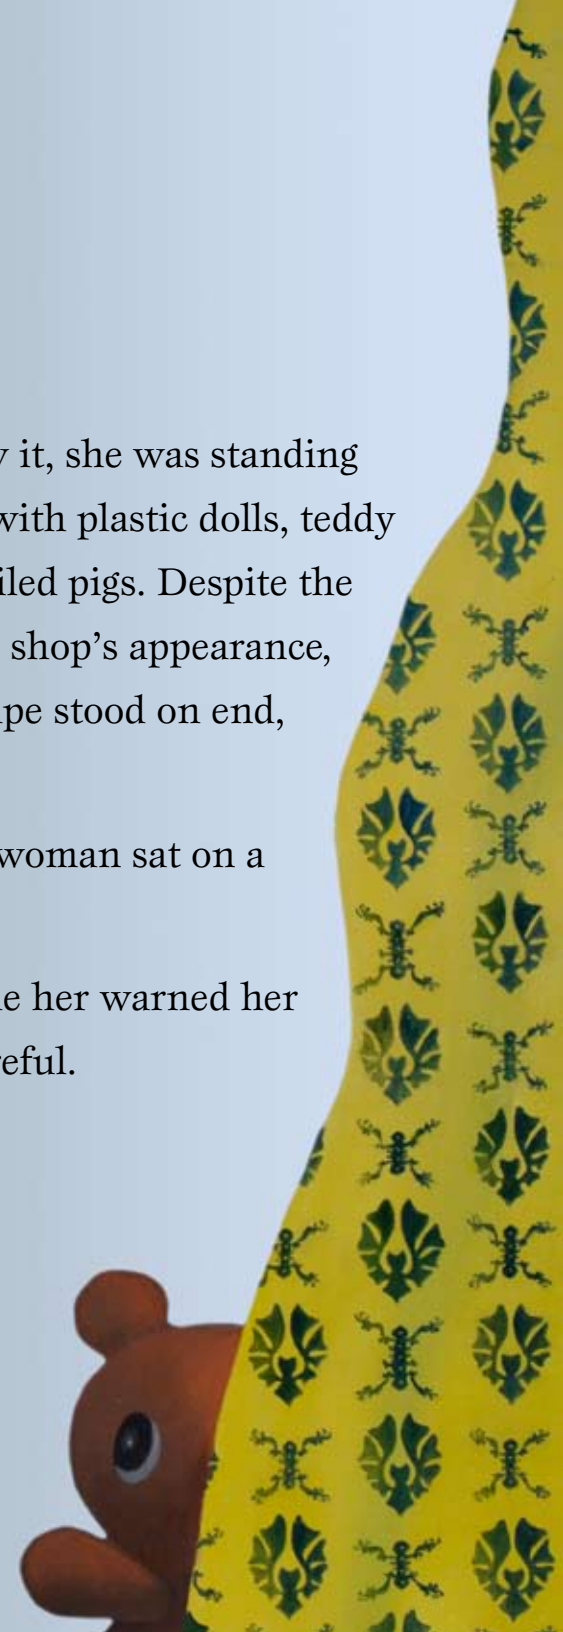 it, she was standing
with plastic dolls, teddy
iled pigs. Despite the
shop's appearance,
pe stood on end,
woman sat on a
e her warned her
eful.